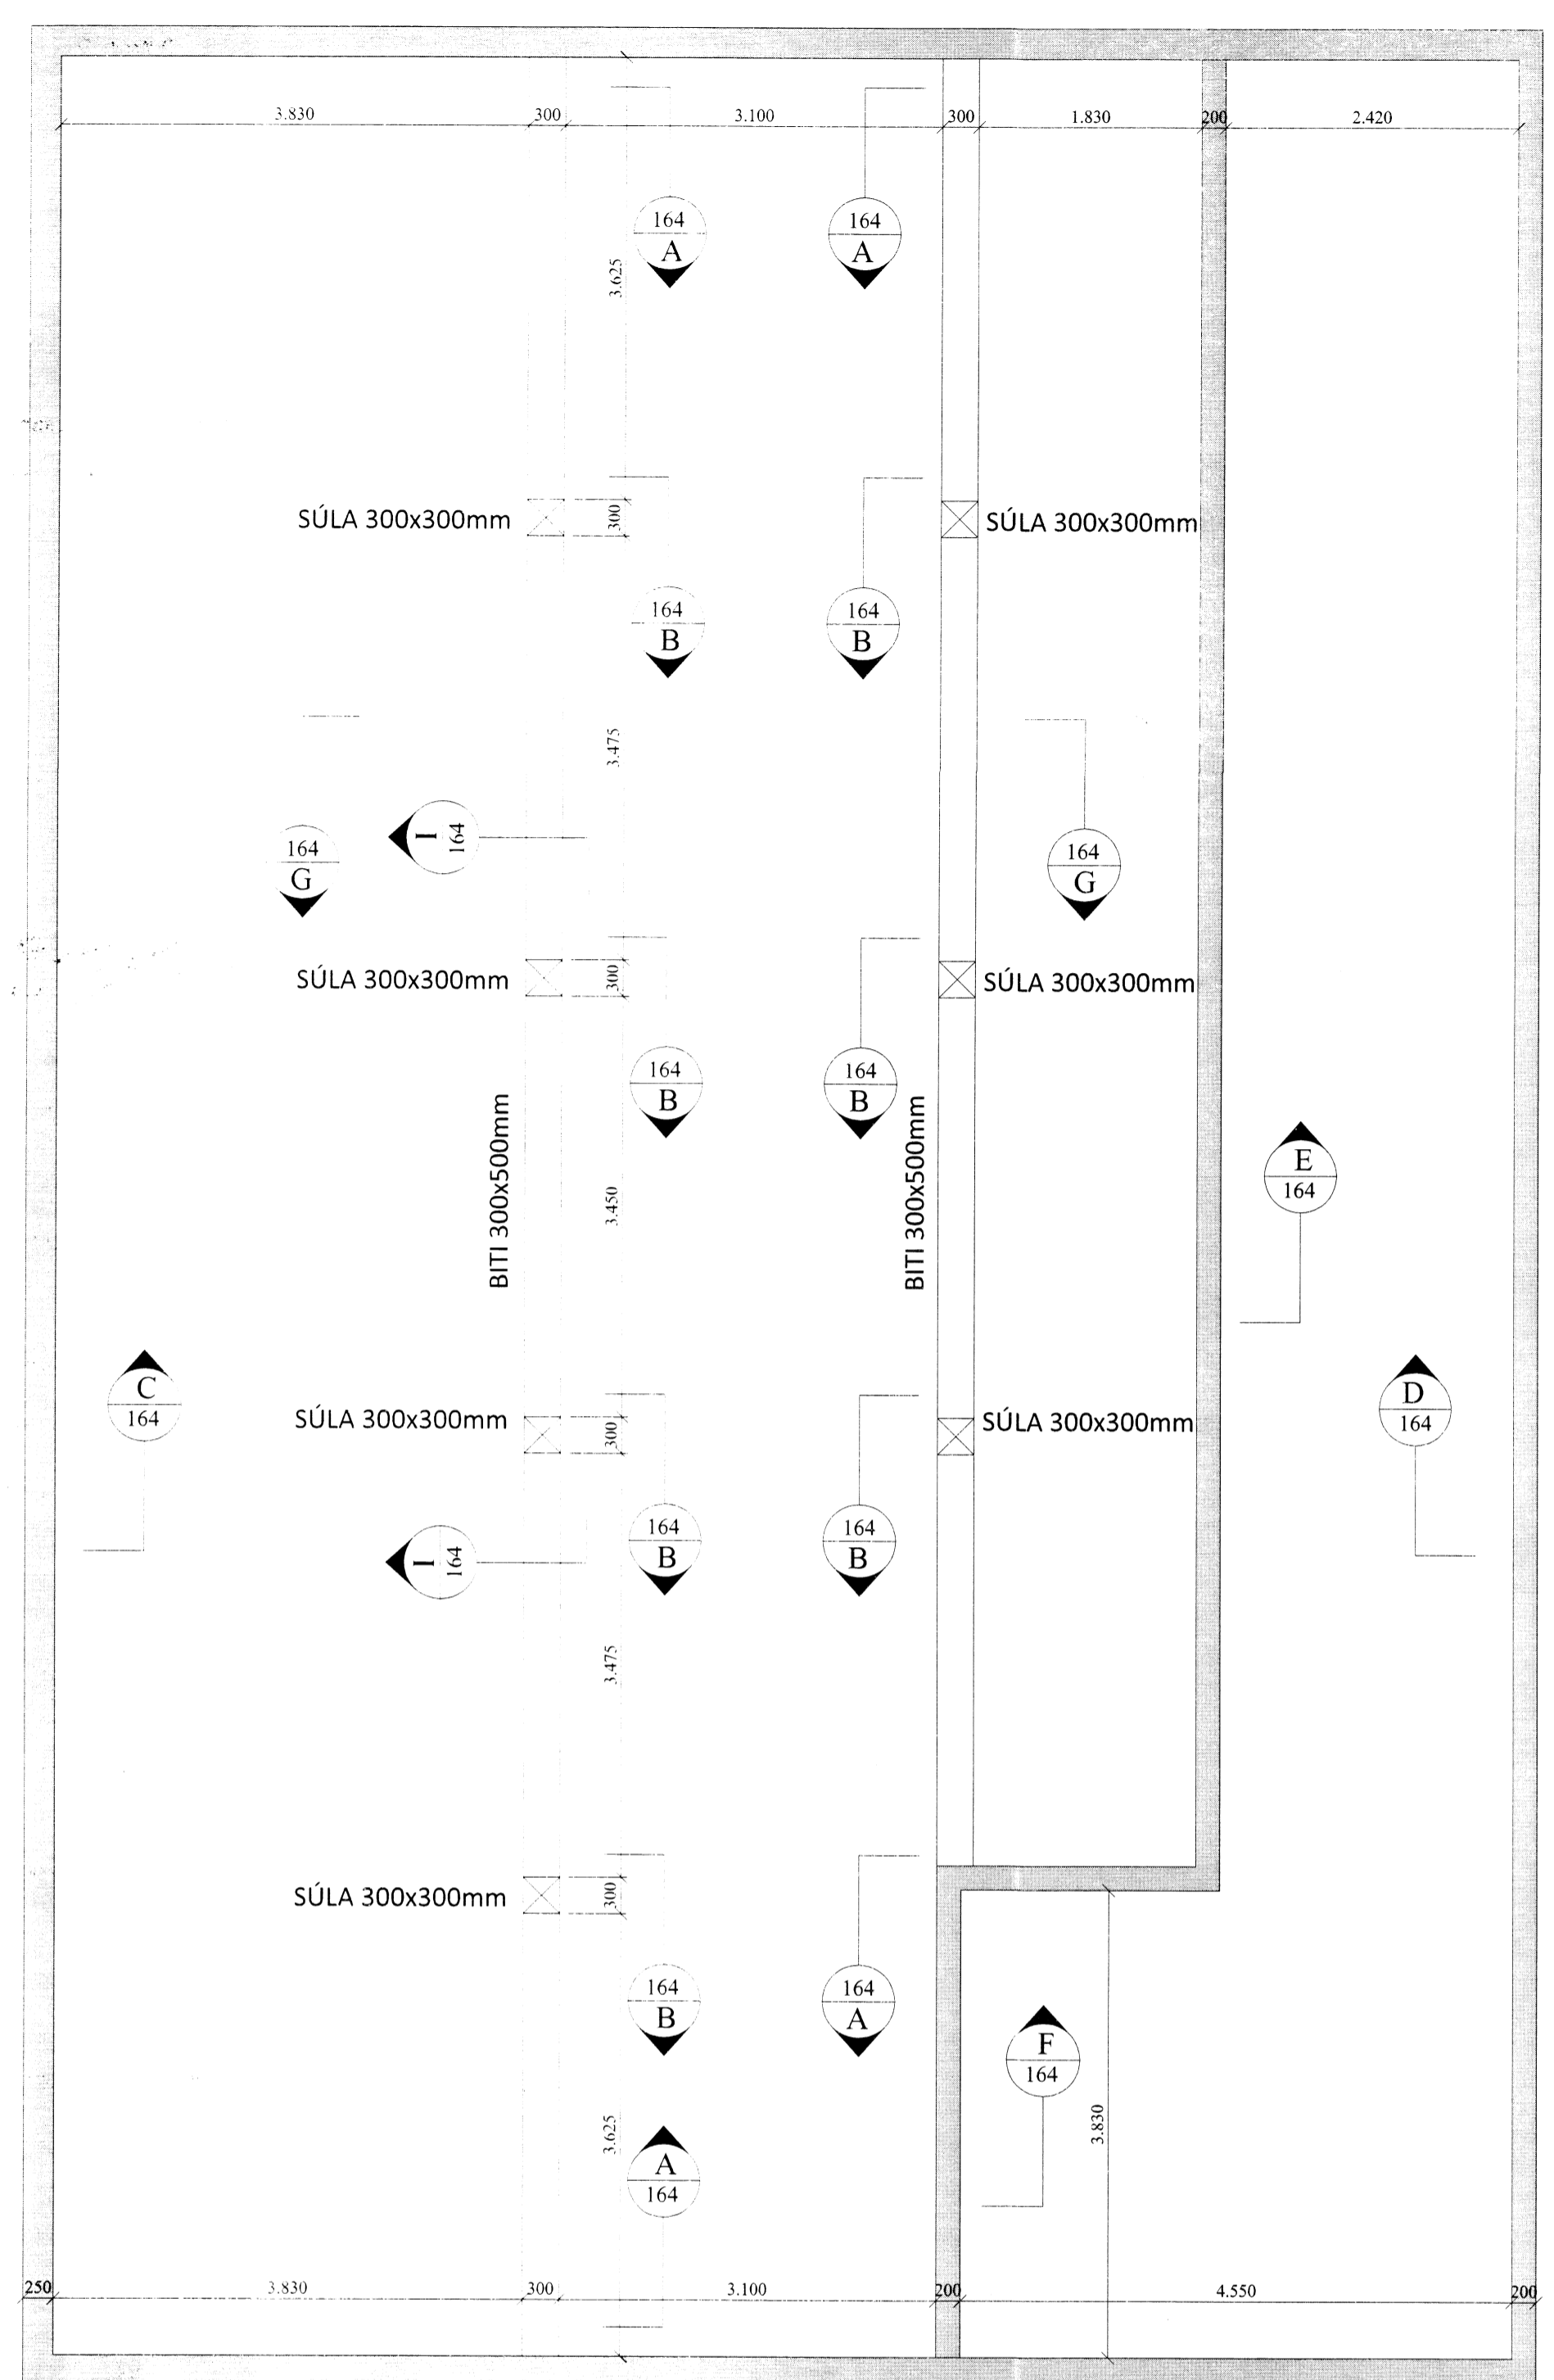 3.830 300 3.100 300 1.830 200 2.420
164 164
A A
3.625
SÚLA 300x300mm 300 SÚLA 300x300mm
164 164
B B
3.475
164
G
I
164
164
G
SÚLA 300x300mm 300 SÚLA 300x300mm
164 164
B B
BITI 300x500mm
3.450
BITI 300x500mm
E
164
C
164
D
164
SÚLA 300x300mm 300 SÚLA 300x300mm
164 164
B B
I
164
3.475
SÚLA 300x300mm 300
164 164
B A
F
164
3.625
3.830
A
164
250 3.830 300 3.100 200 4.550 200